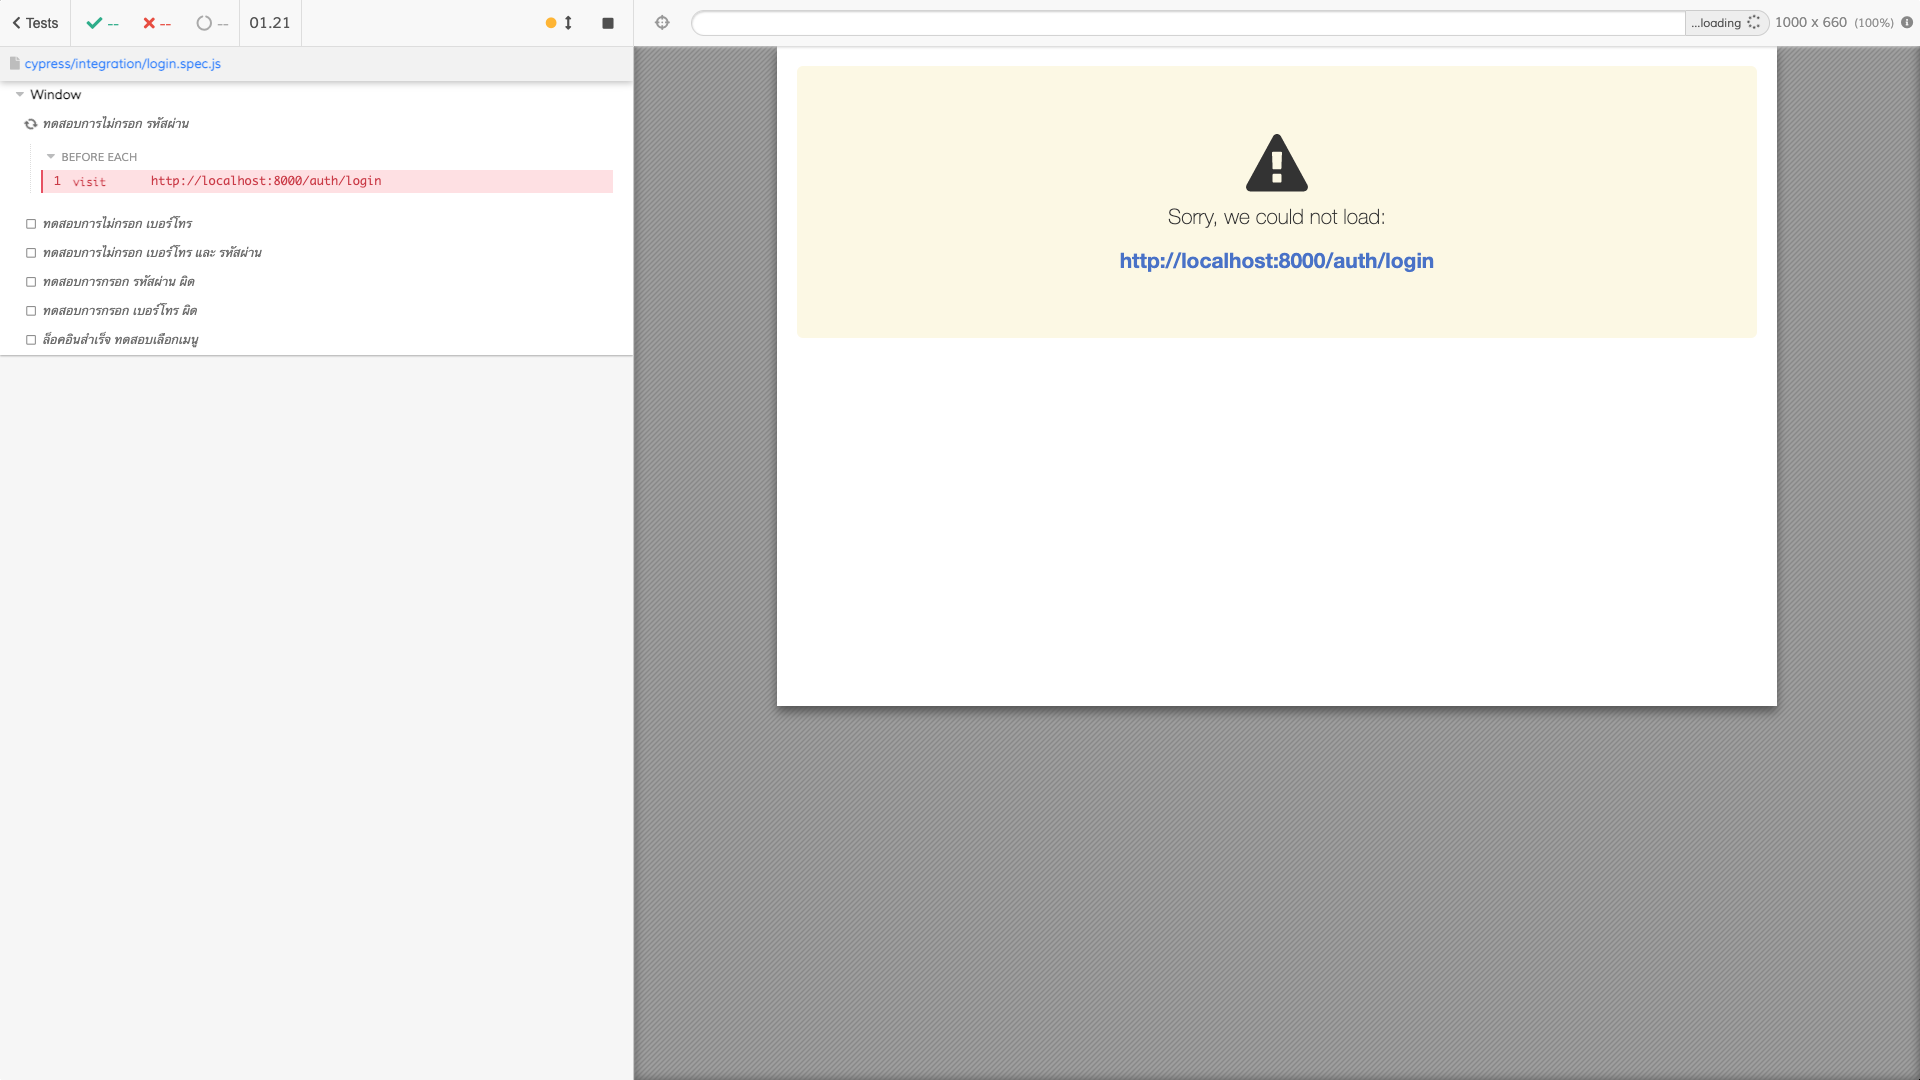 Tests
--
--
--
01.21
...loading
1000 x 660 (100%)
cypress/integration/login.spec.js
Window
ทดสอบการไม่กรอก รหัสผ่าน
BEFORE EACH
1 visit http://localhost:8000/auth/login
ทดสอบการไม่กรอก เบอร์โทร
ทดสอบการไม่กรอก เบอร์โทร และ รหัสผ่าน
ทดสอบการกรอก รหัสผ่าน ผิด
ทดสอบการกรอก เบอร์โทร ผิด
ล็อคอินสำเร็จ ทดสอบเลือกเมนู
Sorry, we could not load:
http://localhost:8000/auth/login